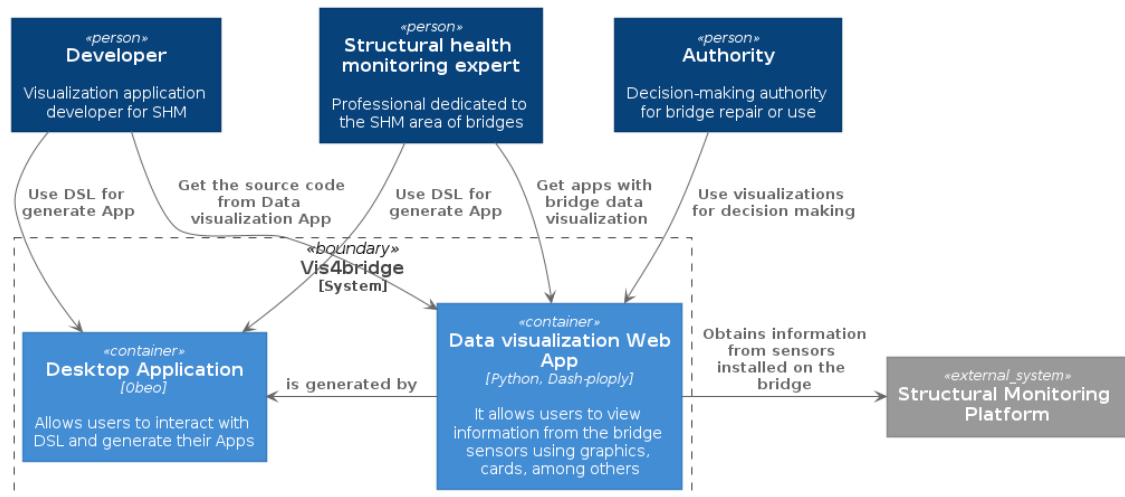 «person»
Developer
Visualization application
developer for SHM
«person»
Structural health
monitoring expert
Professional dedicated to
the SHM area of bridges
«person»
Authority
Decision-making authority
for bridge repair or use
Use DSL for
generate App
Get the source code
from Data
visualization App
Use DSL for
generate App
Get apps with
bridge data
visualization
Use visualizations
for decision making
«boundary»
Vis4bridge
[System]
«container»
Desktop Application
[Obeo]
Allows users to interact with
DSL and generate their Apps
is generated by
«container»
Data visualization Web
App
[Python, Dash-ploply]
It allows users to view
information from the bridge
sensors using graphics,
cards, among others
Obtains information
from sensors
installed on the
bridge
«external_system»
Structural Monitoring
Platform